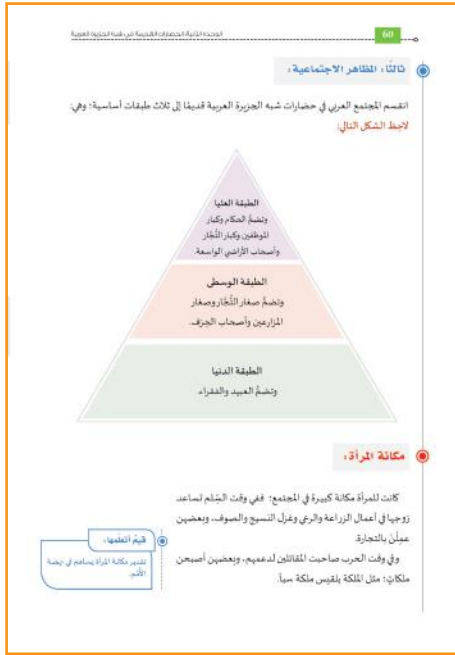 60
الوحدة الثانية: الحضارات القديمة في شبه الجزيرة العربية
ثالثًا: المظاهر الاجتماعية:
انقسم المجتمع العربي في حضارات شبه الجزيرة العربية قديمًا إلى ثلاث طبقات أساسية؛ وهي:
لاحِظ الشكل التالي:
الطبقة العليا
وتضمُّ الحكام وكبار
الموظفين وكبار التُّجَّار
وأصحاب الأراضي الواسعة.
الطبقة الوسطى
وتضمُّ صغار التُّجَّار وصغار
المزارعين وأصحاب الحِرَف.
الطبقة الدنيا
وتضمُّ العبيد والفقراء.
مكانة المرأة:
كانت للمرأة مكانة كبيرة في المجتمع؛ ففي وقت السِّلم تساعد
زوجها في أعمال الزراعة والرعي وغزل النسيج والصوف، وبعضهن
عمِلْنَ بالتجارة.
وفي وقت الحرب صاحبت المقاتلين لدعمهم، وبعضهن أصبحن
ملكاتٍ؛ مثل الملكة بلقيس ملكة سبأ.
قيمٌ أتعلمها:
تقدير مكانة المرأة يساهم في نهضة
الأمم.